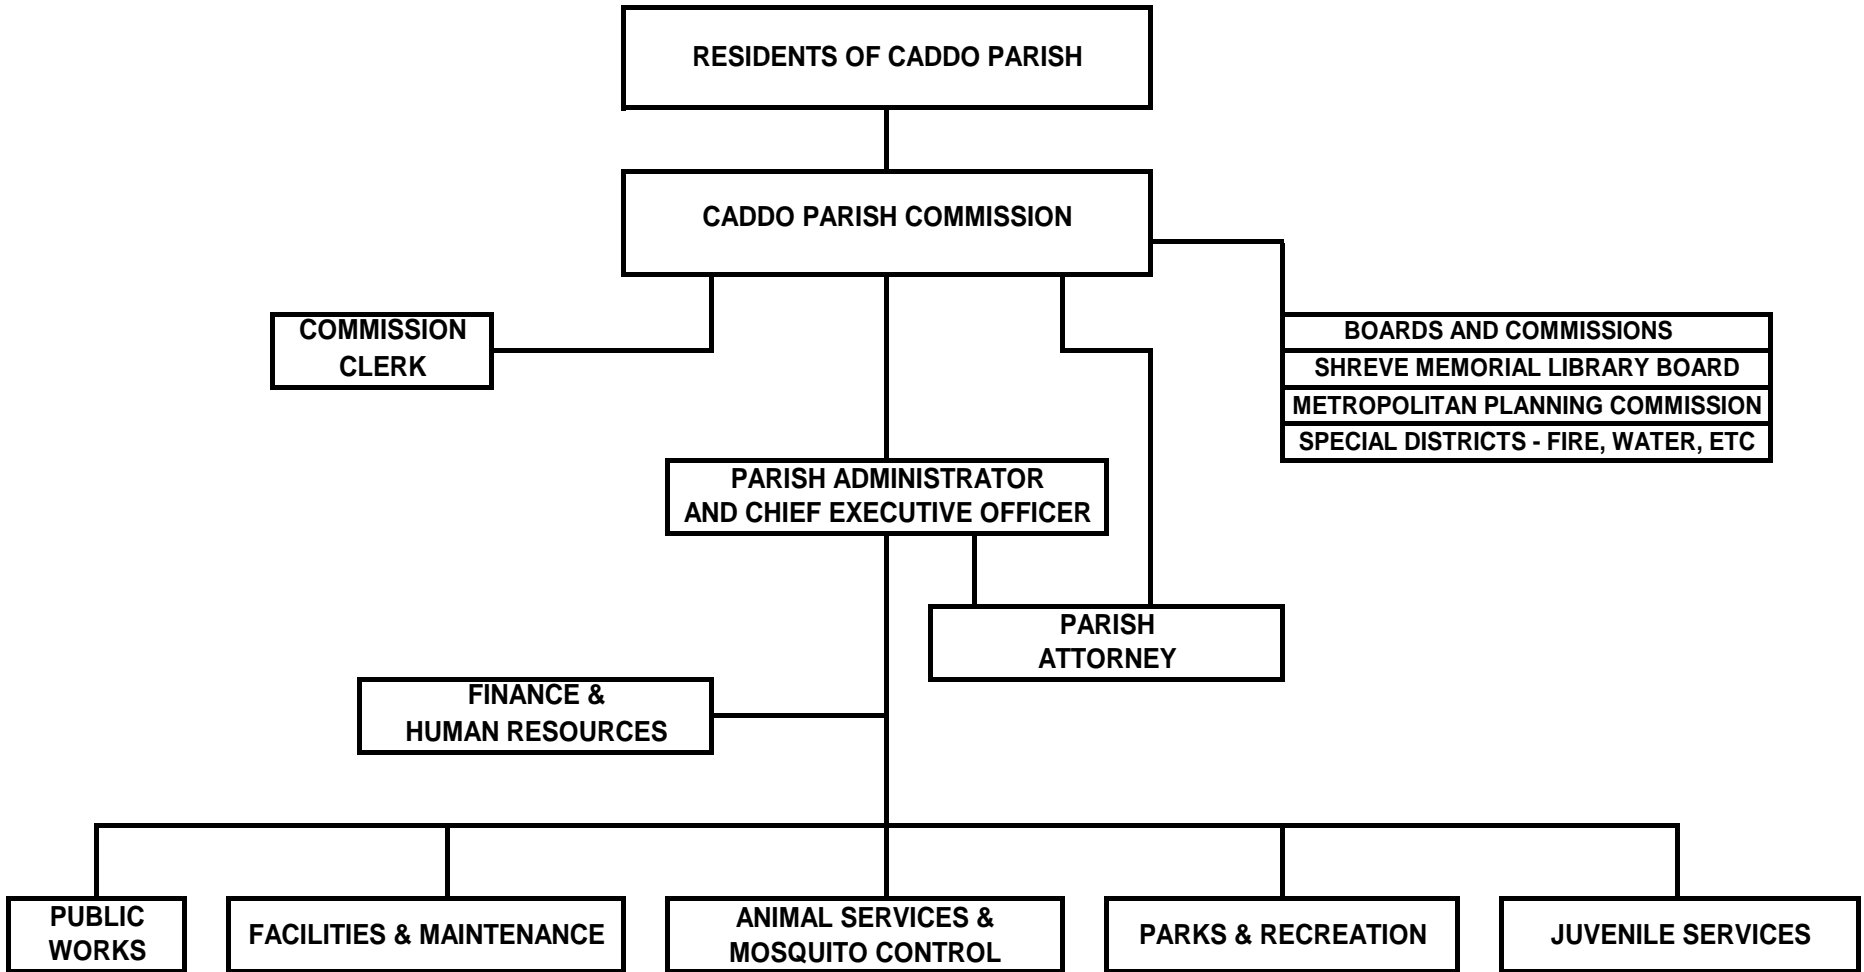 RESIDENTS OF CADDO PARISH
CADDO PARISH COMMISSION
COMMISSION
CLERK
BOARDS AND COMMISSIONS
SHREVE MEMORIAL LIBRARY BOARD
METROPOLITAN PLANNING COMMISSION
SPECIAL DISTRICTS - FIRE, WATER, ETC
PARISH ADMINISTRATOR
AND CHIEF EXECUTIVE OFFICER
PARISH
ATTORNEY
FINANCE &
HUMAN RESOURCES
PUBLIC
WORKS
FACILITIES & MAINTENANCE
ANIMAL SERVICES &
MOSQUITO CONTROL
PARKS & RECREATION
JUVENILE SERVICES